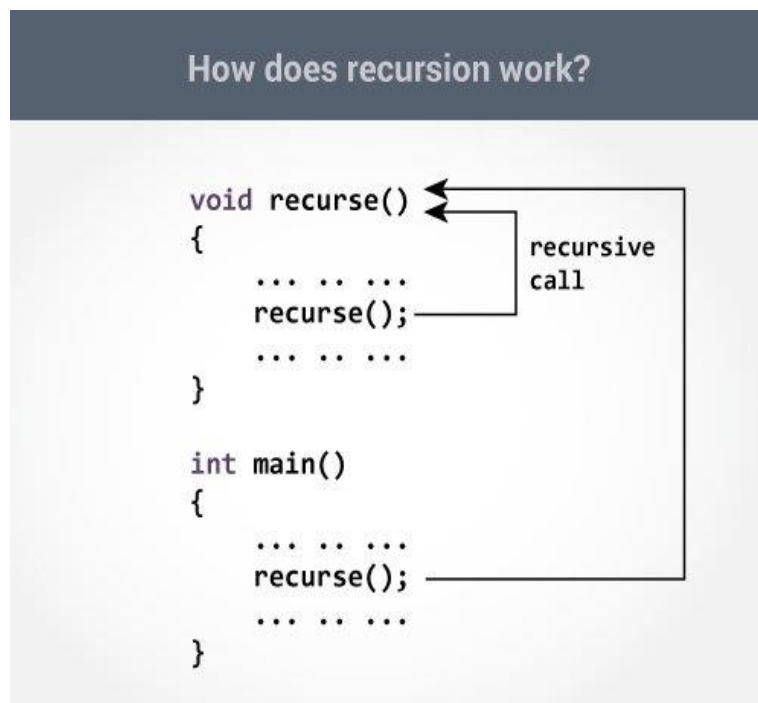 How does recursion work?
void recurse()
{
... .. ...
recurse();
... .. ...
}
recursive
call
int main()
{
... .. ...
recurse();
... .. ...
}